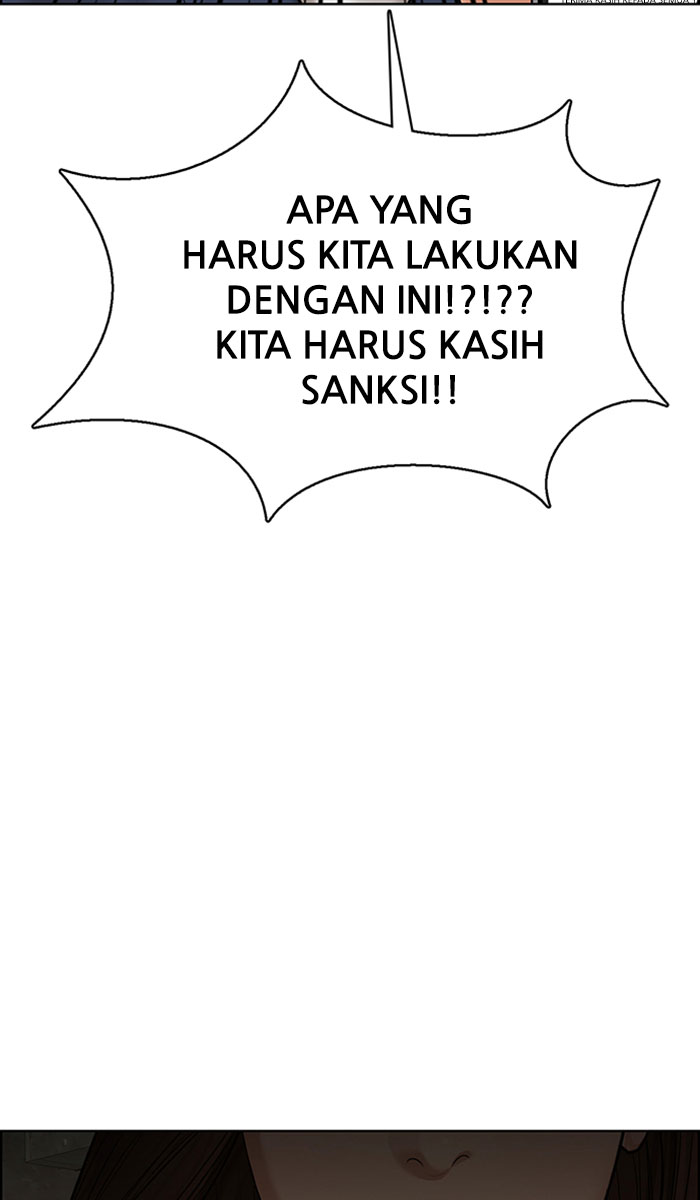 APA YANG
HARUS KITA LAKUKAN
DENGAN INI!?!??
KITA HARUS KASIH
SANKSI!!